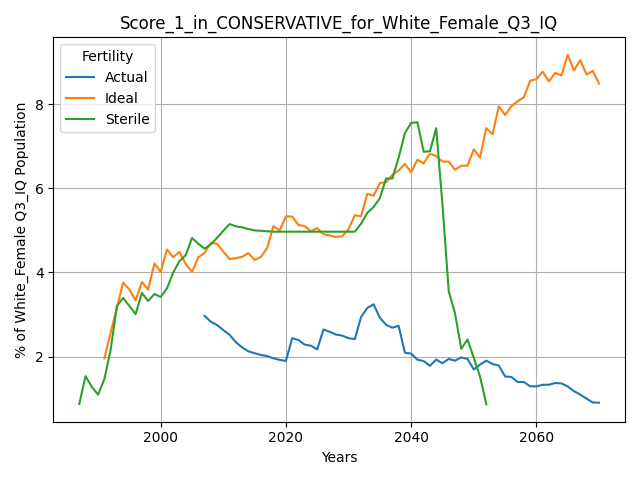 Score_1_in_CONSERVATIVE_for_White_Female_Q3_IQ
Fertility
Actual
Ideal
Sterile
% of White_Female Q3_IQ Population
8
6
4
2
2000 2020 2040 2060
Years